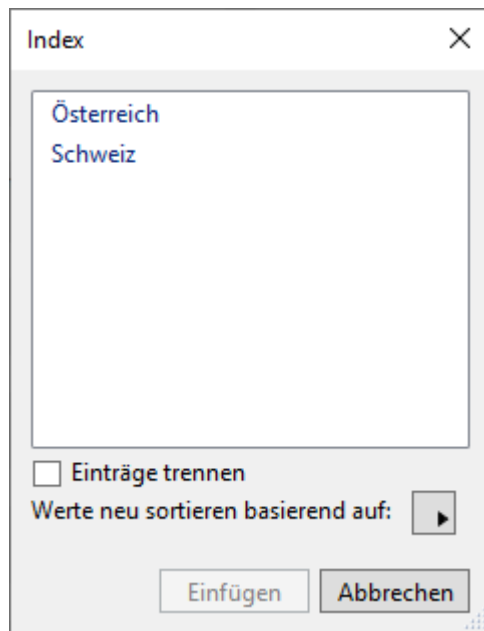 Index
Österreich
Schweiz
Einträge trennen
Werte neu sortieren basierend auf:
Einfügen Abbrechen